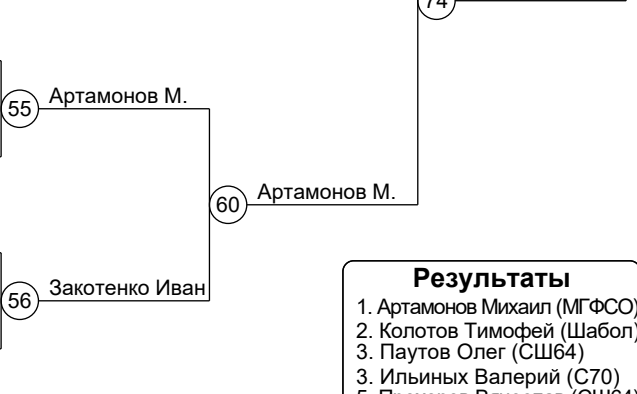 74
Артамонов М.
55
Артамонов М.
60
Закотенко Иван
56
Результаты
1. Артамонов Михаил (МГФСО)
2. Колотов Тимофей (Шабол)
3. Паутов Олег (СШ64)
3. Ильиных Валерий (С70)
5.